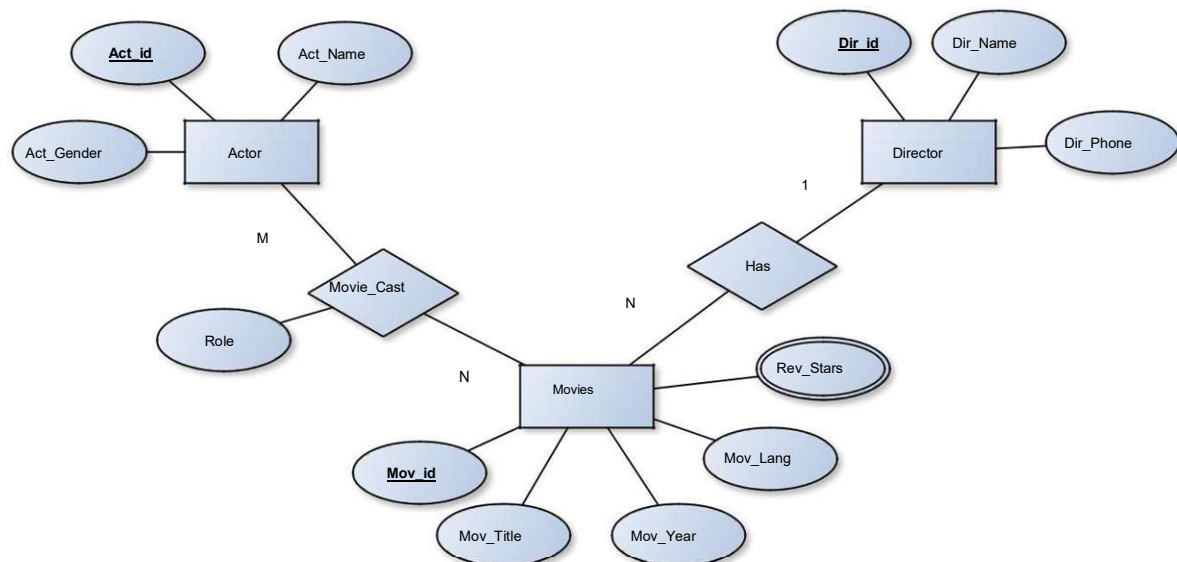 Act_id
Act_Name
Dir_id
Dir_Name
Act_Gender
Actor
Director
Dir_Phone
1
M
Has
Movie_Cast
N
Role
Rev_Stars
N
Movies
Mov_Lang
Mov_id
Mov_Title
Mov_Year